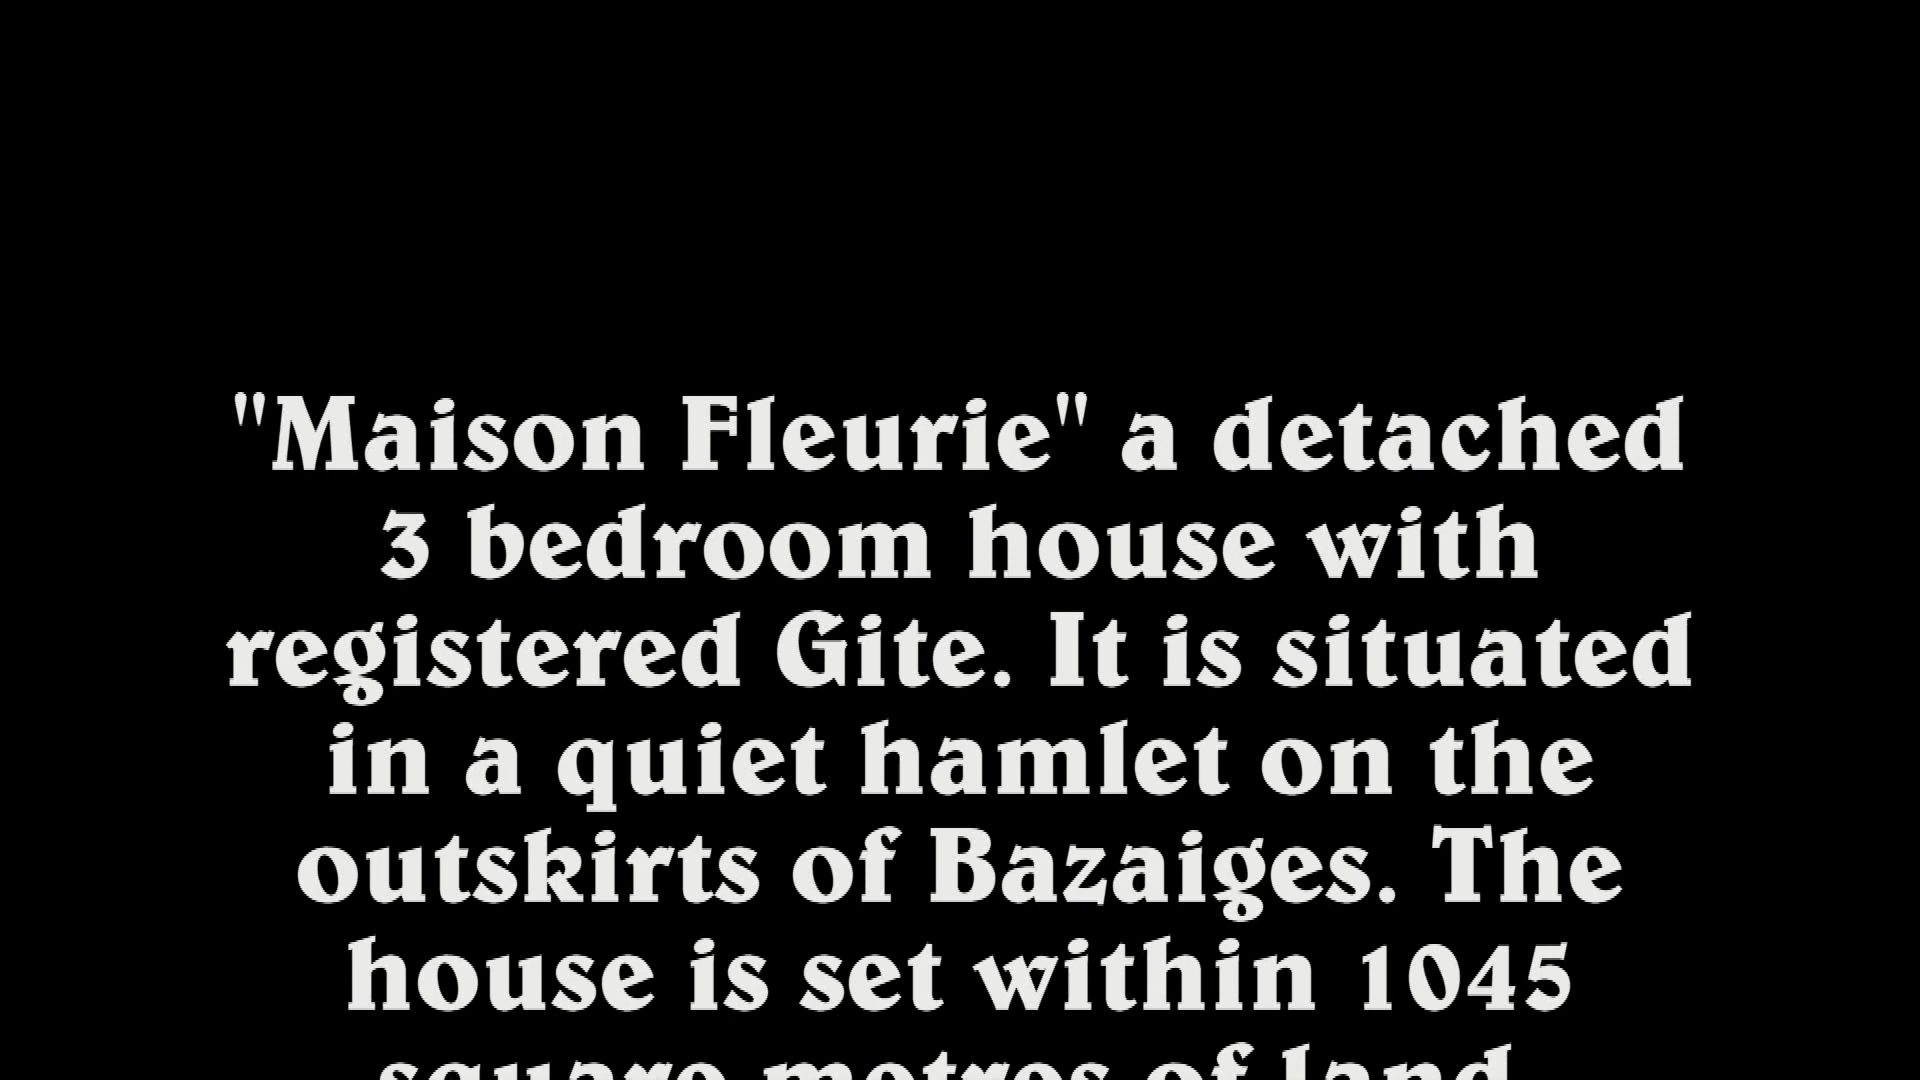 "Maison Fleurie" a detached
3 bedroom house with
registered Gite. It is situated
in a quiet hamlet on the
outskirts of Bazaiges. The
house is set within 1045
square metres of land